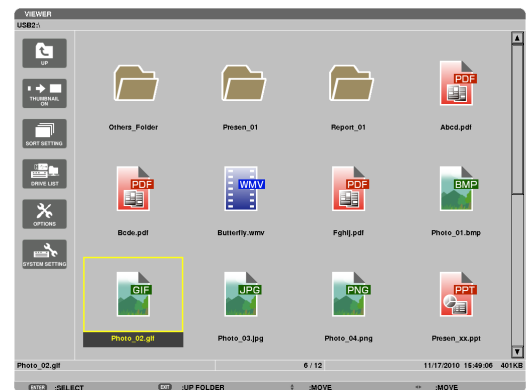 VIEWER
USB2:\
UP
THUMBNAIL
ON
SORT SETTING
DRIVE LIST
OPTIONS
SYSTEM SETTING
PDF
Others_Folder Presen_01 Report_01 Abcd.pdf
PDF WMV PDF BMP
Bcde.pdf Butterfly.wmv Fghij.pdf Photo_01.bmp
GIF JPG PNG PPT
Photo_02.gif Photo_03.jpg Photo_04.png Presen_xx.ppt
Photo_02.gif 6 / 12 11/17/2010 15:49:06 401KB
ENTER :SELECT EXIT :UP FOLDER :MOVE :MOVE